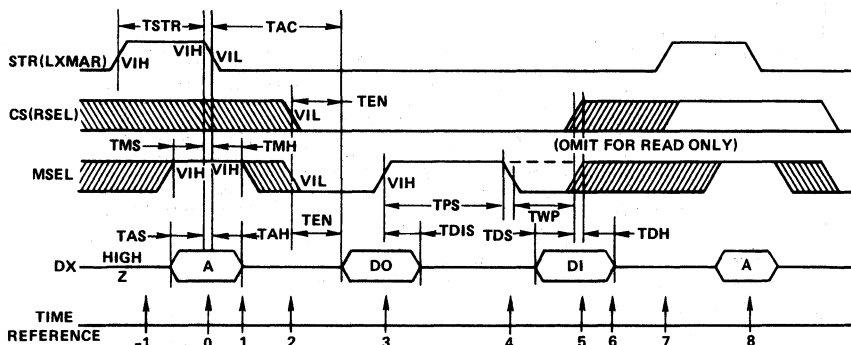 TSTR TAC
STR(LXMAR) VIH VIH VIL
TEN
CS(RSEL) VIL
TMS TMH (OMIT FOR READ ONLY)
MSEL VIH VIH VIL VIH
TEN TPS TWP
TAS TAH TDIS TDS TDH
DX HIGH Z A DO DI A
TIME REFERENCE
-1 0 1 2 3 4 5 6 7 8